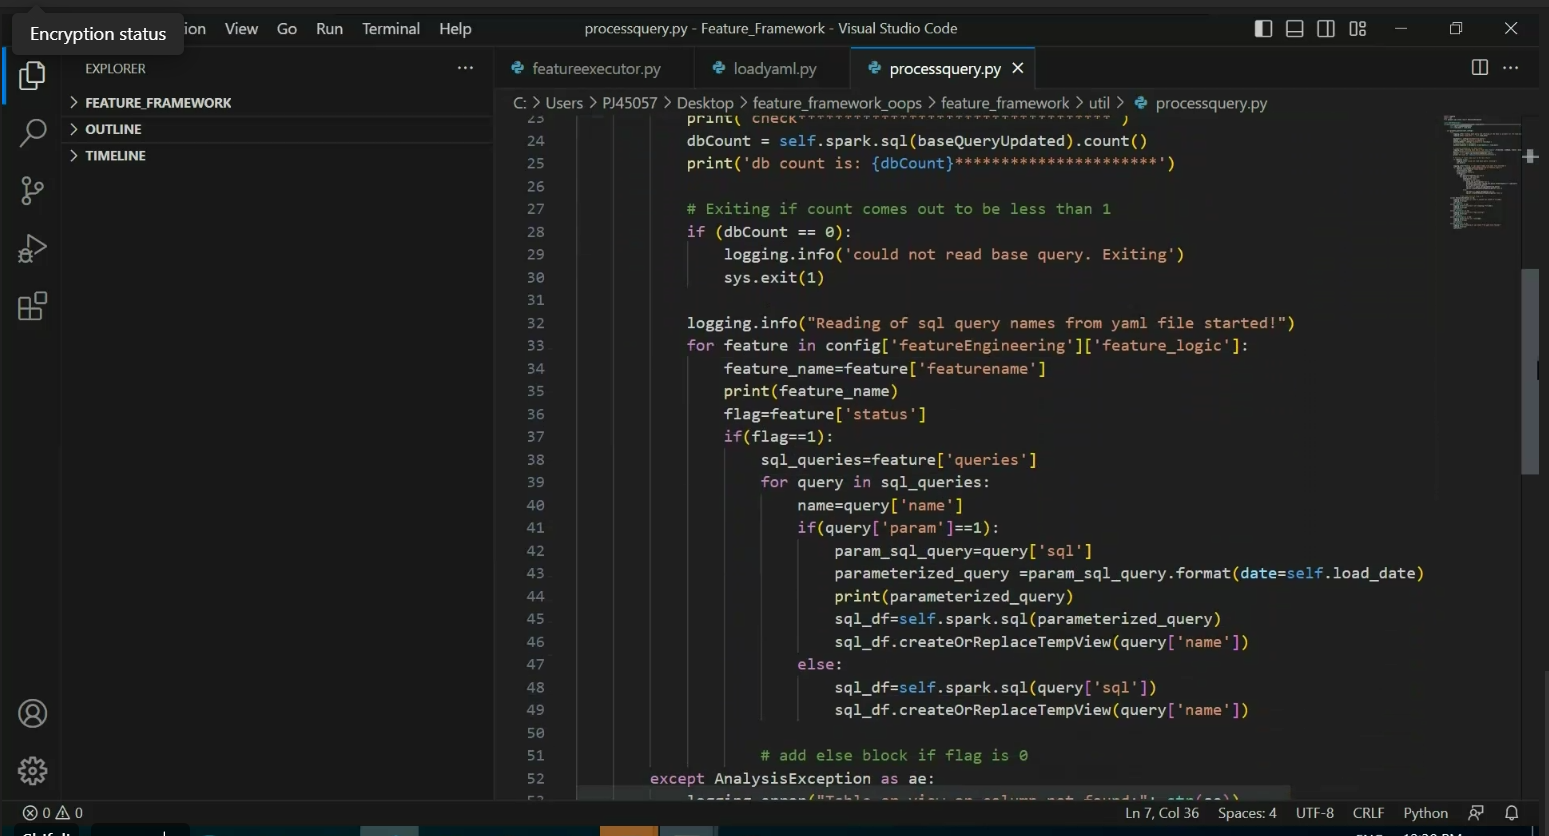 Encryption status
ion View Go Run Terminal Help
processquery.py - Feature_Framework - Visual Studio Code
EXPLORER
FEATURE_FRAMEWORK
OUTLINE
TIMELINE
featureexecutor.py
loadyaml.py
processquery.py
C: > Users > PJ45057 > Desktop > feature_framework_oops > feature_framework > util > processquery.py
23 print( check********************************** )
24 dbCount = self.spark.sql(baseQueryUpdated).count()
25 print('db count is: {dbCount}**********************')
26
27 # Exiting if count comes out to be less than 1
28 if (dbCount == 0):
29 logging.info('could not read base query. Exiting')
30 sys.exit(1)
31
32 logging.info("Reading of sql query names from yaml file started!")
33 for feature in config['featureEngineering']['feature_logic']:
34 feature_name=feature['featurename']
35 print(feature_name)
36 flag=feature['status']
37 if(flag==1):
38 sql_queries=feature['queries']
39 for query in sql_queries:
40 name=query['name']
41 if(query['param']==1):
42 param_sql_query=query['sql']
43 parameterized_query =param_sql_query.format(date=self.load_date)
44 print(parameterized_query)
45 sql_df=self.spark.sql(parameterized_query)
46 sql_df.createOrReplaceTempView(query['name'])
47 else:
48 sql_df=self.spark.sql(query['sql'])
49 sql_df.createOrReplaceTempView(query['name'])
50
51 # add else block if flag is 0
52 except AnalysisException as ae:
0 0
Ln 7, Col 36 Spaces: 4 UTF-8 CRLF Python